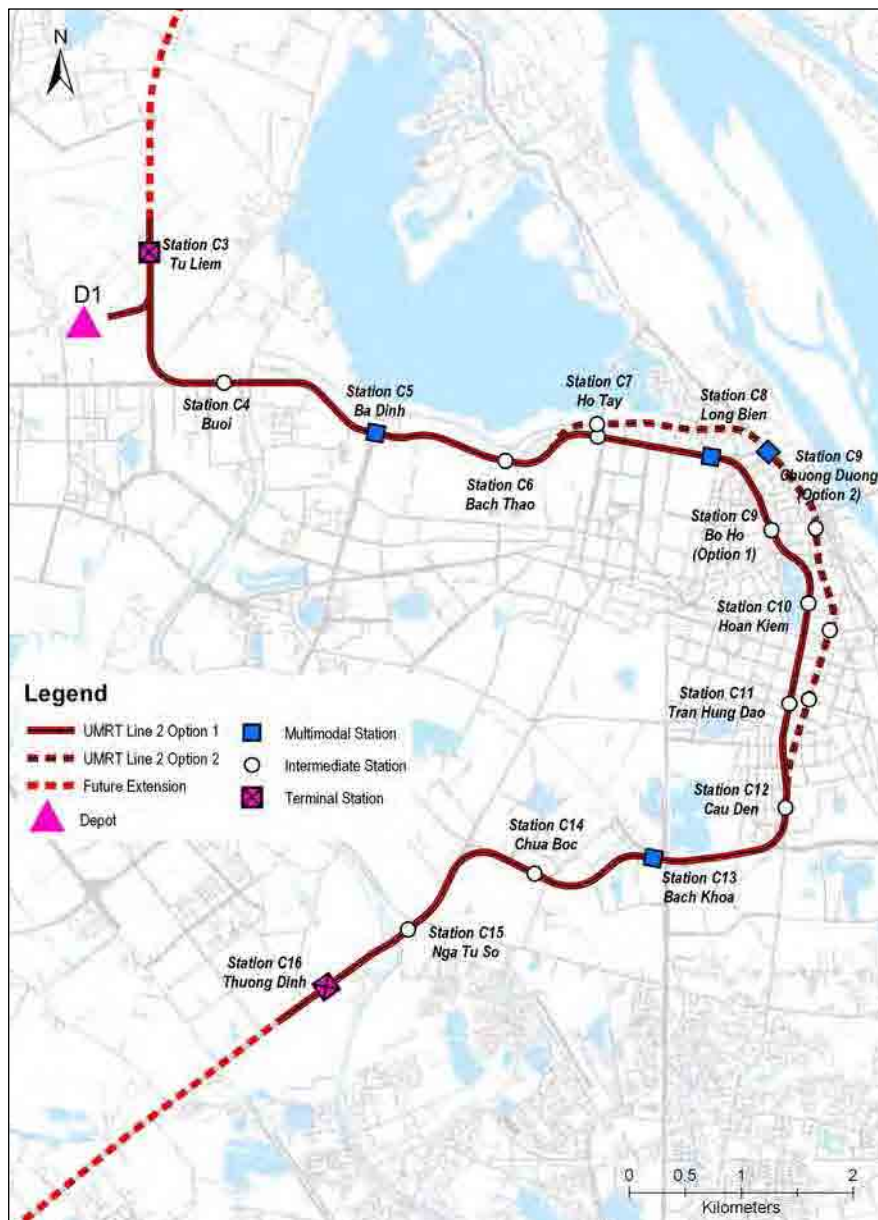 N
Station C3
Tu Liem
D1
Station C4
Buoi
Station C5
Ba Dinh
Station C6
Bach Thao
Station C7
Ho Tay
Station C8
Long Bien
Station C9
Chuong Duong
(Option 2)
Station C9
Bo Ho
(Option 1)
Station C10
Hoan Kiem
Station C11
Tran Hung Dao
Station C12
Cau Den
Station C13
Bach Khoa
Station C14
Chua Boc
Station C15
Nga Tu So
Station C16
Thuong Dinh
Legend
UMRT Line 2 Option 1
UMRT Line 2 Option 2
Future Extension
Depot
Multimodal Station
Intermediate Station
Terminal Station
0 0.5 1 2
Kilometers